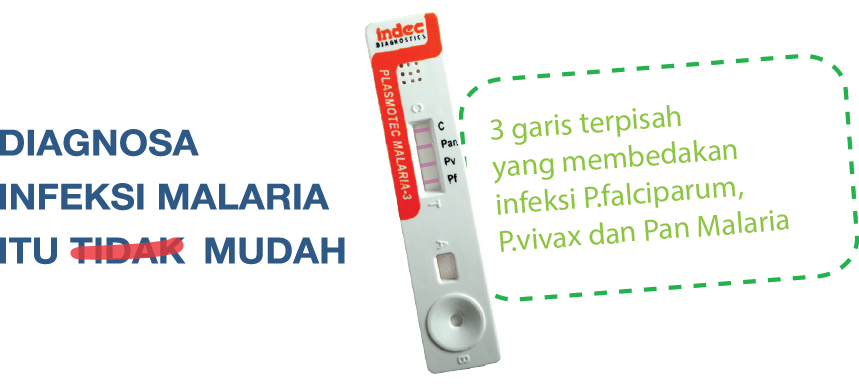 DIAGNOSA
INFEKSI MALARIA
ITU TIDAK MUDAH
indec
DIAGNOSTICS
PLASMOTEC MALARIA-3
C
T
C
Pan
Pv
Pf
A
B
3 garis terpisah
yang membedakan
infeksi P.falciparum,
P.vivax dan Pan Malaria